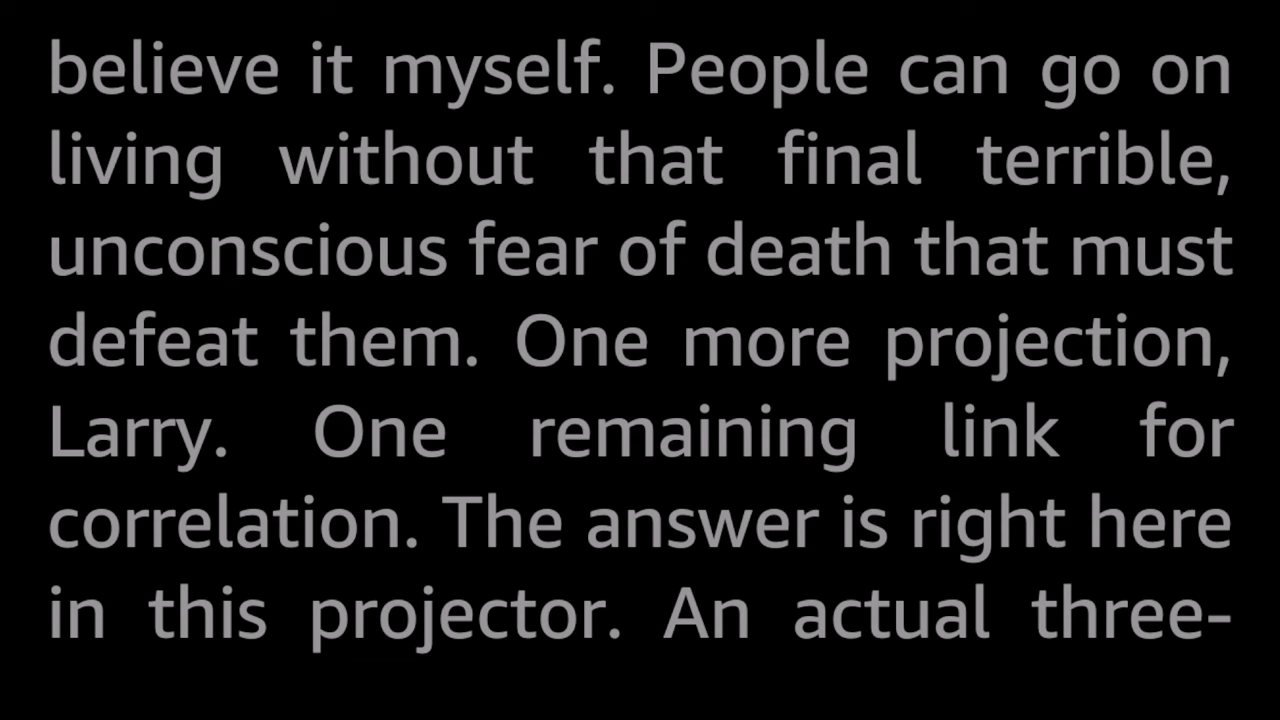 believe it myself. People can go on
living without that final terrible,
unconscious fear of death that must
defeat them. One more projection,
Larry. One remaining link for
correlation. The answer is right here
in this projector. An actual three-